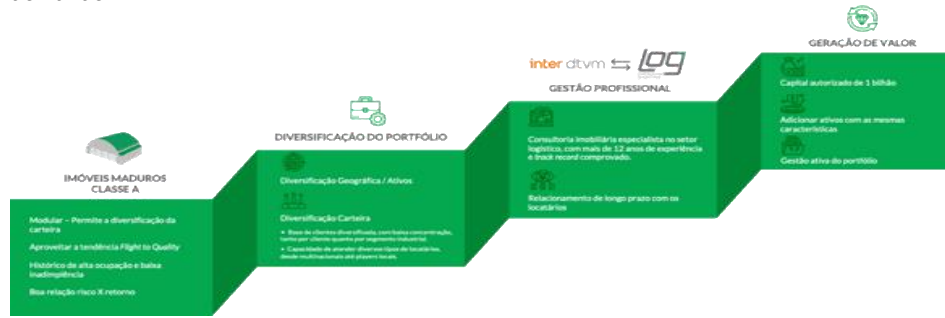 IMÓVEIS MADUROS
CLASSE A
Modular – Permite a diversificação da
carteira
Aproveitar a tendência Flight to Quality
Histórico de alta ocupação e baixa
inadimplência
Boa relação risco X retorno
DIVERSIFICAÇÃO DO PORTFÓLIO
Diversificação Geográfica / Ativos
Diversificação Carteira
• Base de clientes diversificada, com baixa concentração,
tanto por cliente quanto por segmento industrial.
• Capacidade de atender diversos tipos de locatários,
desde multinacionais até players locais.
inter dtvm LOG
GESTÃO PROFISSIONAL
Consultoria imobiliária especialista no setor
logístico, com mais de 12 anos de experiência
e track record comprovado.
Relacionamento de longo prazo com os
locatários
GERAÇÃO DE VALOR
Capital autorizado de 1 bilhão
Adicionar ativos com as mesmas
características
Gestão ativa do portfólio